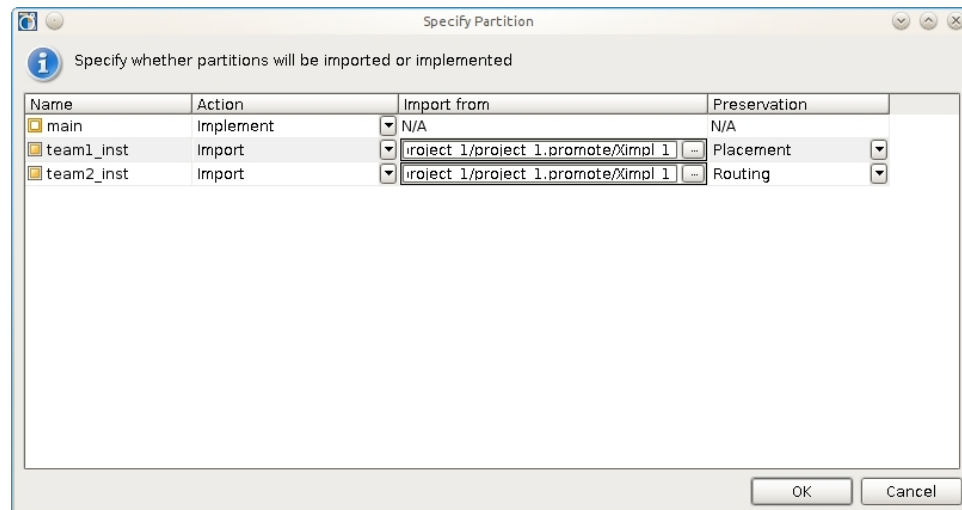 Specify Partition
Specify whether partitions will be imported or implemented
Name Action Import from Preservation
main Implement N/A N/A
team1_inst Import roject_1/project_1.promote/Ximpl_1 ... Placement
team2_inst Import roject_1/project_1.promote/Ximpl_1 ... Routing
OK Cancel